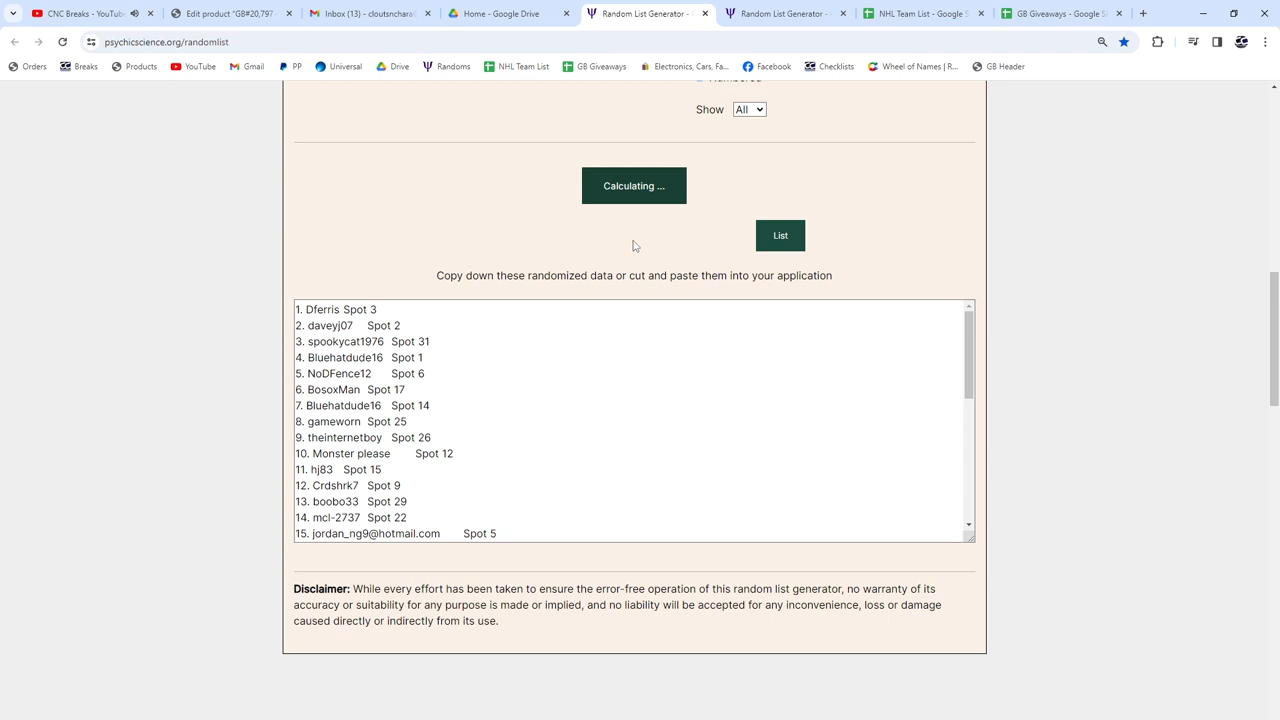 CNC Breaks - YouTube
Edit product "GB#20,797
Inbox (13) - cloutsnchara
Home - Google Drive
Random List Generator -
Random List Generator -
NHL Team List - Google S
GB Giveaways - Google S
psychicscience.org/randomlist
Orders
Breaks
Products
YouTube
Gmail
PP
Universal
Drive
Randoms
NHL Team List
GB Giveaways
Electronics, Cars, Fa...
Facebook
Checklists
Wheel of Names | R...
GB Header
Numbered
Show All
Calculating ...
List
Copy down these randomized data or cut and paste them into your application
1. Dferris Spot 3
2. daveyj07 Spot 2
3. spookycat1976 Spot 31
4. Bluehatdude16 Spot 1
5. NoDFence12 Spot 6
6. BosoxMan Spot 17
7. Bluehatdude16 Spot 14
8. gameworn Spot 25
9. theinternetboy Spot 26
10. Monster please Spot 12
11. hj83 Spot 15
12. Crdshrk7 Spot 9
13. boobo33 Spot 29
14. mcl-2737 Spot 22
15. jordan_ng9@hotmail.com Spot 5
Disclaimer: While every effort has been taken to ensure the error-free operation of this random list generator, no warranty of its
accuracy or suitability for any purpose is made or implied, and no liability will be accepted for any inconvenience, loss or damage
caused directly or indirectly from its use.